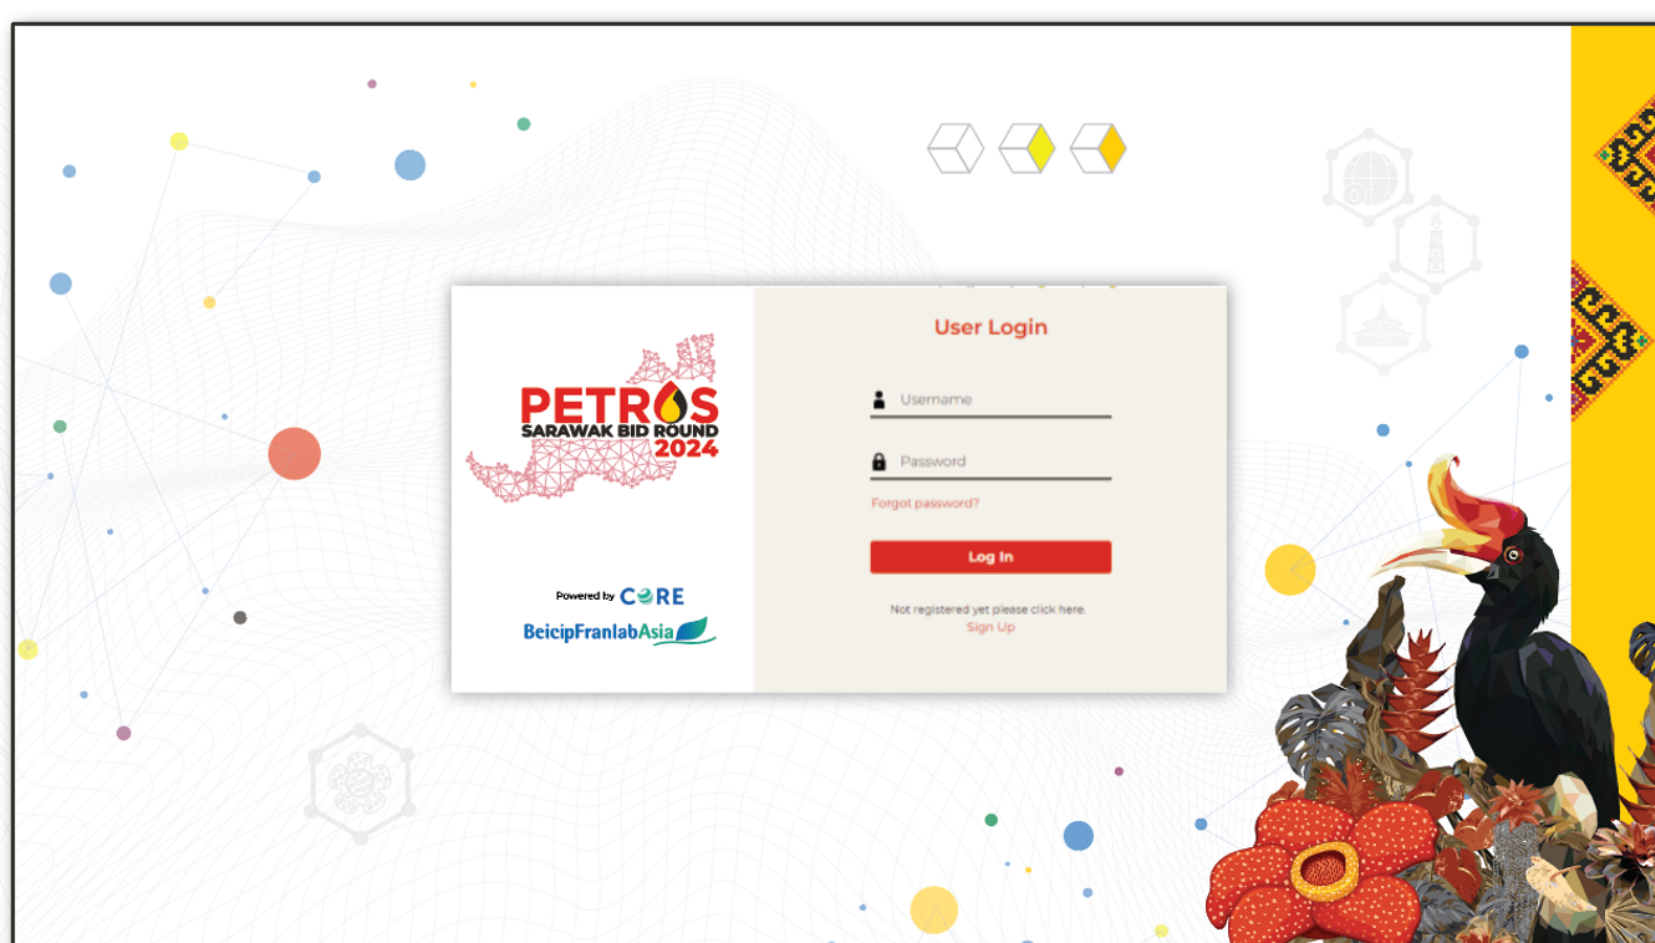 PETROS
SARAWAK BID ROUND
2024
Powered by CORE
BeicipFranlabAsia
User Login
Username
Password
Forgot password?
Log In
Not registered yet please click here.
Sign Up